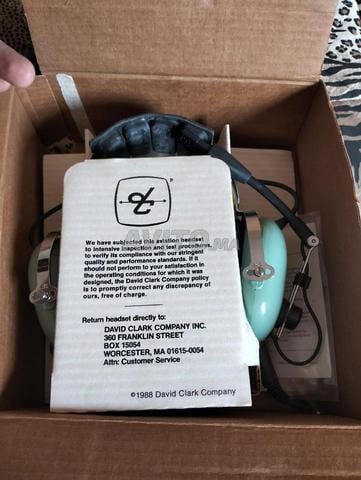 ®
We have subjected this aviation headset
to intensive inspection and test procedures
to verify its compliance with our stringent
quality and performance standards. If it
should not perform to your satisfaction in
the operating conditions for which it was
designed, the David Clark Company policy
is to promptly correct any discrepancy of
ours, free of charge.
AVITO.MA
Return headset directly to:
DAVID CLARK COMPANY INC.
360 FRANKLIN STREET
BOX 15054
WORCESTER, MA 01615-0054
Attn: Customer Service
©1988 David Clark Company